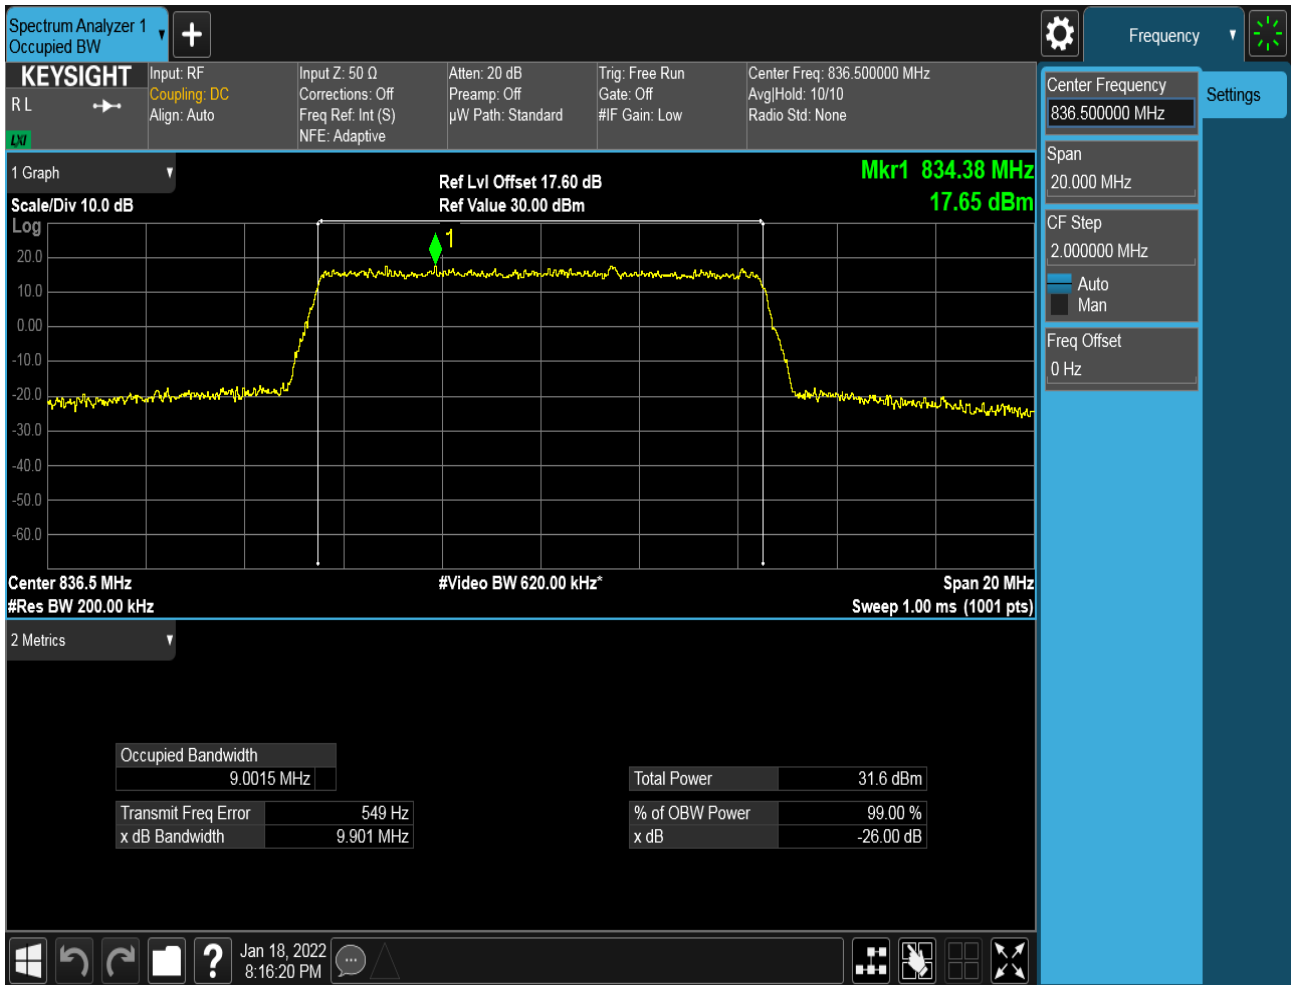 Spectrum Analyzer 1
Occupied BW
Frequency
KEYSIGHT
R L
LXI
Input: RF
Coupling: DC
Align: Auto
Input Z: 50 Ω
Corrections: Off
Freq Ref: Int (S)
NFE: Adaptive
Atten: 20 dB
Preamp: Off
µW Path: Standard
Trig: Free Run
Gate: Off
#IF Gain: Low
Center Freq: 836.500000 MHz
Avg|Hold: 10/10
Radio Std: None
Center Frequency
836.500000 MHz
Settings
Span
20.000 MHz
CF Step
2.000000 MHz
Auto
Man
Freq Offset
0 Hz
1 Graph
Scale/Div 10.0 dB
Ref Lvl Offset 17.60 dB
Ref Value 30.00 dBm
Mkr1 834.38 MHz
17.65 dBm
Log
1
20.0
10.0
0.00
-10.0
-20.0
-30.0
-40.0
-50.0
-60.0
Center 836.5 MHz
#Video BW 620.00 kHz*
Span 20 MHz
#Res BW 200.00 kHz
Sweep 1.00 ms (1001 pts)
2 Metrics
Occupied Bandwidth
9.0015 MHz
Total Power 31.6 dBm
Transmit Freq Error 549 Hz
% of OBW Power 99.00 %
x dB Bandwidth 9.901 MHz
x dB -26.00 dB
?
Jan 18, 2022
8:16:20 PM